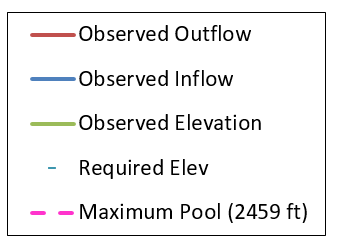 Observed Outflow
Observed Inflow
Observed Elevation
Required Elev
Maximum Pool (2459 ft)